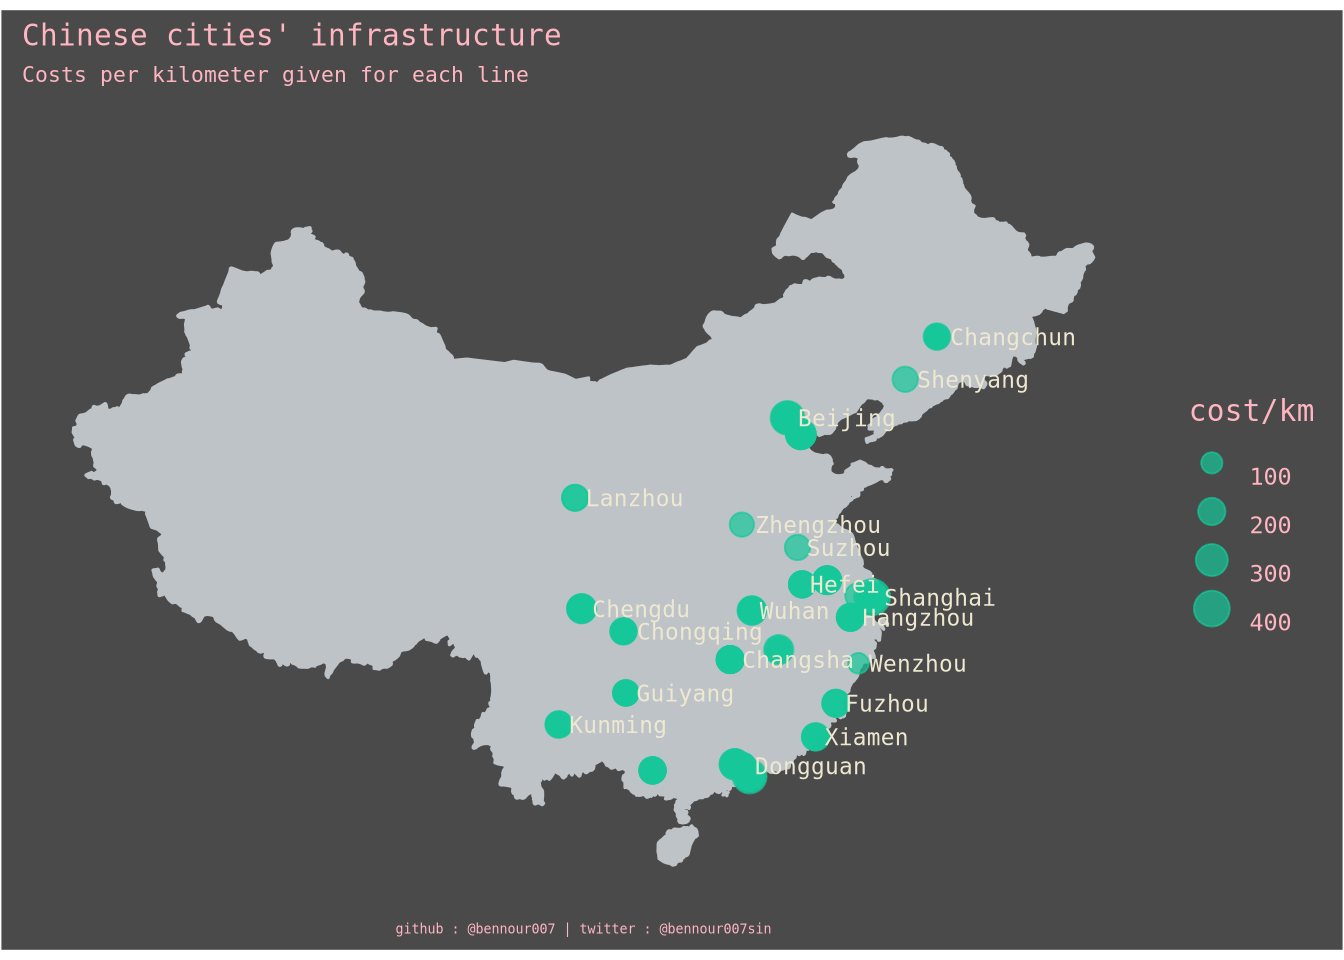 Chinese cities' infrastructure
Costs per kilometer given for each line
Changchun
Shenyang
cost/km
Beijing
100
Lanzhou
200
Zhengzhou
Suzhou
300
Hefei
Shanghai
400
Chengdu
Wuhan
Hangzhou
Chongqing
Changsha
Wenzhou
Guiyang
Fuzhou
Kunming
Xiamen
Dongguan
github : @bennour007 | twitter : @bennour007sin